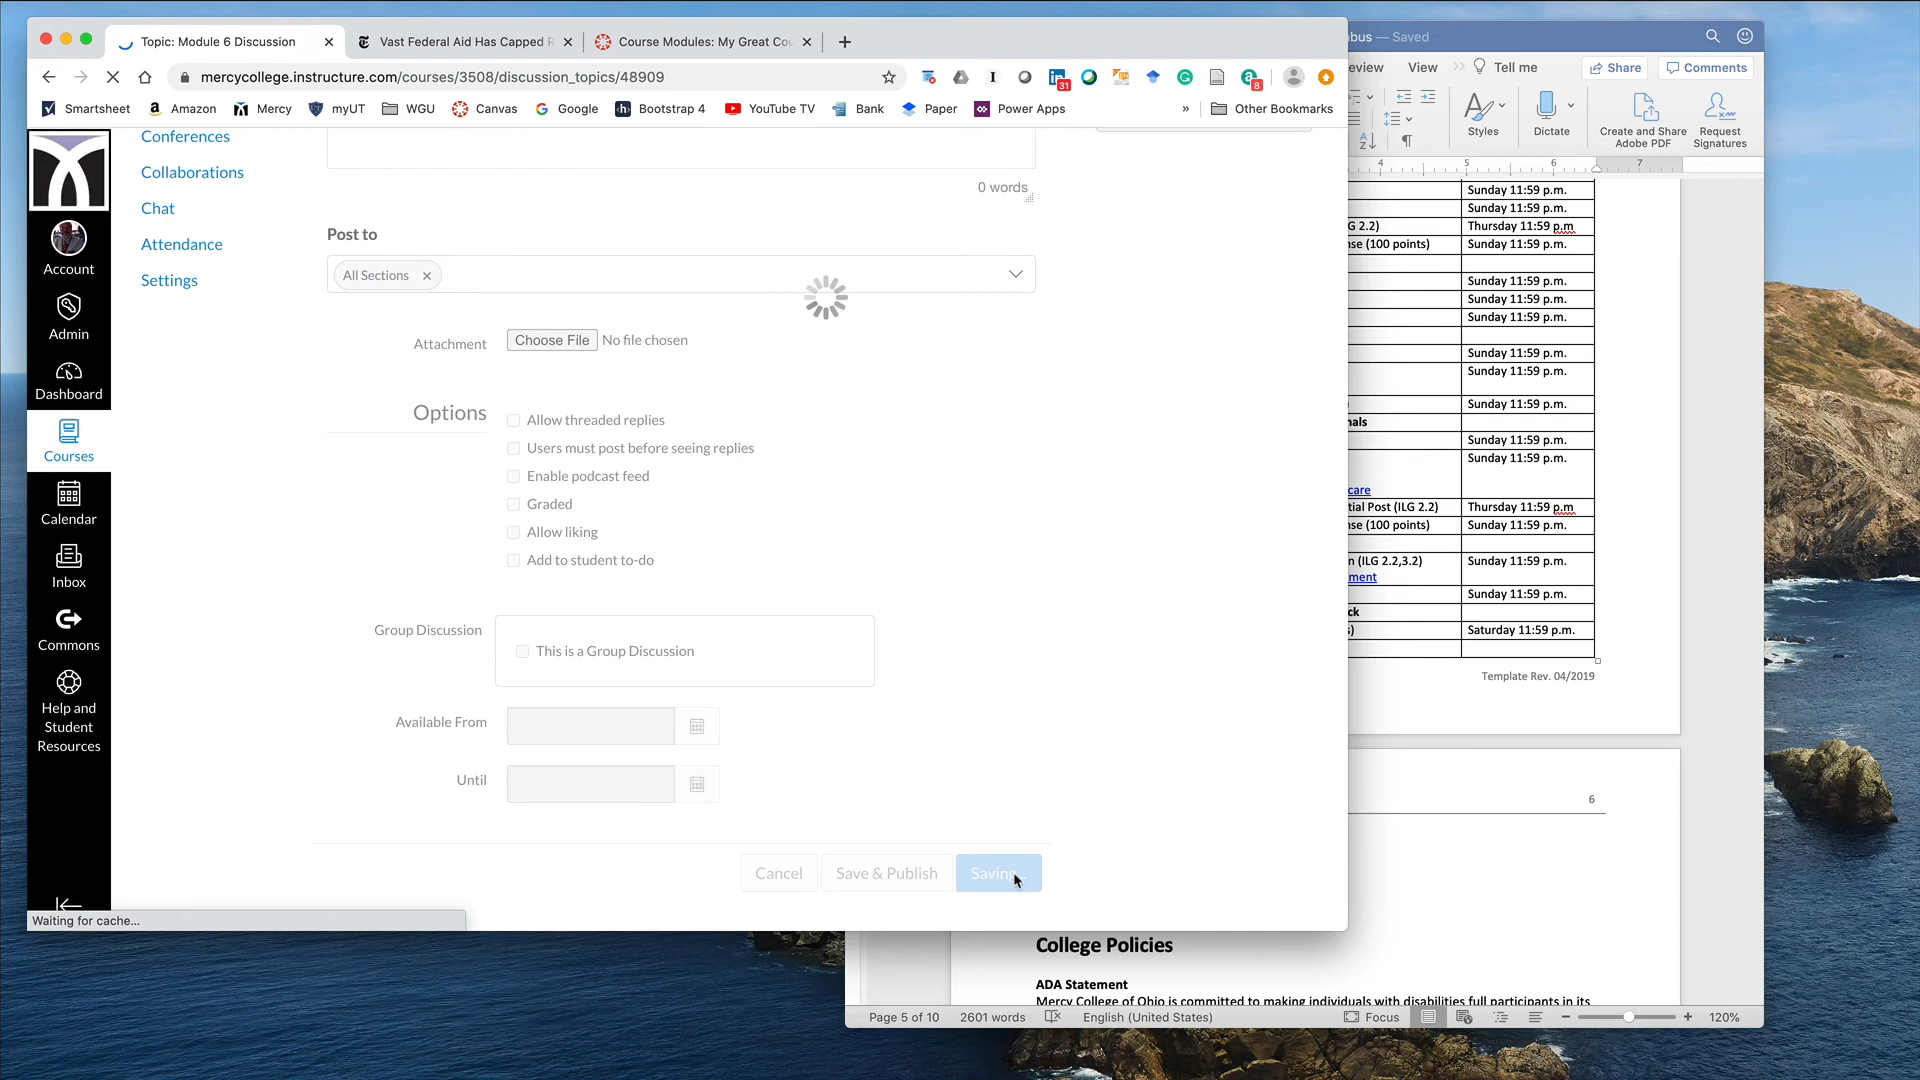 Topic: Module 6 Discussion
Vast Federal Aid Has Capped R
Course Modules: My Great Cou
mercycollege.instructure.com/courses/3508/discussion_topics/48909
31
8
Smartsheet
Amazon
Mercy
myUT
WGU
Canvas
Google
Bootstrap 4
YouTube TV
Bank
Paper
Power Apps
»
Other Bookmarks
Account
Admin
Dashboard
Courses
Calendar
Inbox
Commons
Help and
Student
Resources
Conferences
Collaborations
Chat
Attendance
Settings
0 words
Post to
All Sections
Attachment
Choose File No file chosen
Options
Allow threaded replies
Users must post before seeing replies
Enable podcast feed
Graded
Allow liking
Add to student to-do
Group Discussion
This is a Group Discussion
Available From
Until
Cancel
Save & Publish
Saving...
Waiting for cache...
bus — Saved
eview
View
Tell me
Share
Comments
Styles
Dictate
Create and Share
Adobe PDF
Request
Signatures
4 5 6 7
Sunday 11:59 p.m.
Sunday 11:59 p.m.
G 2.2) Thursday 11:59 p.m
nse (100 points) Sunday 11:59 p.m.
Sunday 11:59 p.m.
Sunday 11:59 p.m.
Sunday 11:59 p.m.
Sunday 11:59 p.m.
Sunday 11:59 p.m.
Sunday 11:59 p.m.
nals
Sunday 11:59 p.m.
Sunday 11:59 p.m.
care
tial Post (ILG 2.2) Thursday 11:59 p.m
nse (100 points) Sunday 11:59 p.m.
n (ILG 2.2,3.2) Sunday 11:59 p.m.
ment
Sunday 11:59 p.m.
ck
s) Saturday 11:59 p.m.
Template Rev. 04/2019
6
College Policies
ADA Statement
Mercy College of Ohio is committed to making individuals with disabilities full participants in its
Page 5 of 10
2601 words
English (United States)
Focus
120%